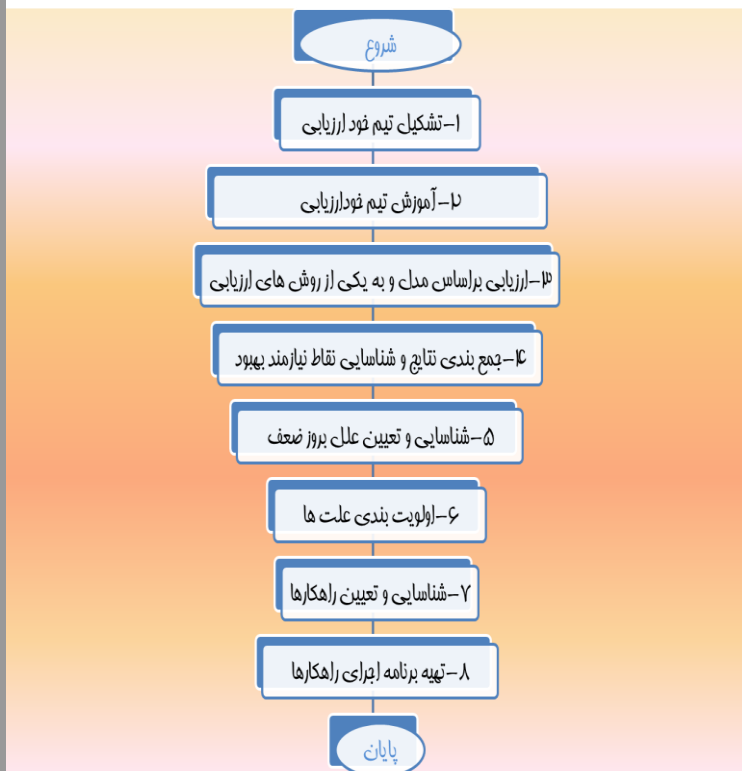 شروع
۱-تشکیل تیم خود ارزیابی
۲-آموزش تیم خودارزیابی
۳-ارزیابی براساس مدل و به یکی از روش های ارزیابی
۴-جمع بندی نتایج و شناسایی نقاط نیازمند بهبود
۵-شناسایی و تعیین علل بروز ضعف
۶-اولویت بندی علت ها
۷-شناسایی و تعیین راهکارها
۸-تهیه برنامه اجرای راهکارها
پایان